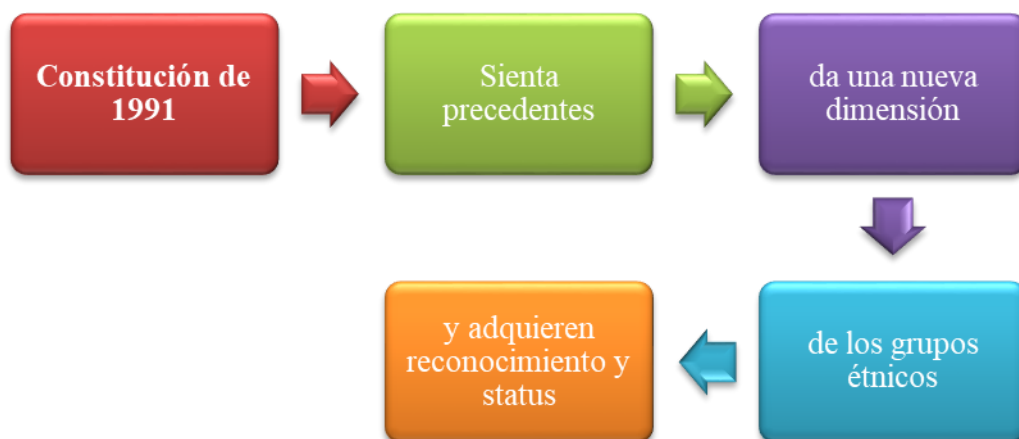 Constitución de
1991
Sienta
precedentes
da una nueva
dimensión
de los grupos
étnicos
y adquieren
reconocimiento y
status